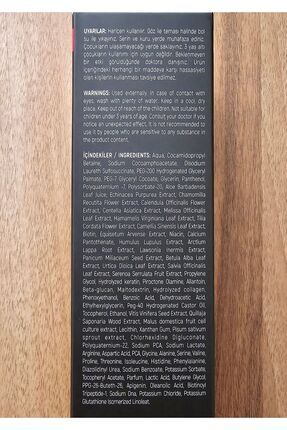 UYARILAR: Haricen kullanılır. Göz ile teması halinde bol
su ile yıkayınız. Serin ve kuru yerde muhafaza ediniz.
Çocukların ulaşamayacağı yerde saklayınız. 3 yaş altı
çocukların kullanımı için uygun değildir. Beklenmeyen
bir etki görüldüğünde doktora danışınız. Ürün
içeriğindeki herhangi bir maddeye karşı hassasiyeti
olan kişilerin kullanması tavsiye edilmez.
WARNINGS: Used externally. In case of contact with
eyes, wash with plenty of water. Keep in a cool dry
place. Keep out of reach of the children. Not suitable for
children under 3 years of age Consult your doctor if you
notice an unexpected effect. It is not recommended to
use it by people who are sensitive to any substance in
the product content.
İÇİNDEKİLER / INGREDIENTS: Aqua, Cocamidopropyl
Betaine, Sodium Cocoamphoacetate, Disodium
Laureth Sulfosuccinate, PEG-200 Hydrogenated Glyceryl
Palmate, PEG-7 Glyceryl Cocoate, Glycerin, Panthenol,
Polyquaternium -7, Polysorbate-20, Aloe Barbadensis
Leaf Juice, Echinacea Purpurea Extract, Chamomilla
Recutita Flower Extract, Calendula Officinalis Flower
Extract, Centella Asiatica Extract, Melissa Officinalis
Leaf Extract, Hamamelis Virginiana Leaf Extract, Tilia
Cordata Flower Extract, Camellia Sinensis Leaf Extract,
Biotin, Equisetum Arvense Extract, Niacin, Calcium
Pantothenate, Humulus Lupulus Extract, Arctium
Lappa Root Extract, Lawsonia Inermis Extract,
Panicum Miliaceum Seed Extract, Betula Alba Leaf
Extract, Urtica Dioica Leaf Extract, Salvia Officinalis
Leaf Extract, Serenoa Serrulata Fruit Extract, Propylene
Glycol, Hydrolyzed keratin, Proctone Diamine, Allantoin,
Beta-glucan, Maltodextrin, Hydrolyzed collagen,
Phenoxyethanol, Benzoic Acid, Dehydroacetic Acid,
Ethylhexylglycerin, Peg-40 Hydrogenated Castor Oil,
Tocopherol, Ethanol, Vitis Vinifera Seed Extract, Quillaja
Saponaria Wood Extract, Malus domestica fruit cell
culture extract, Lecithin, Xanthan Gum, Pisum sativum
sprout extract, Chlorhexidine Digluconate,
Polyquaternium-22, Sodium PCA, Sodium Lactate,
Arginine, Aspartic Acid, PCA, Glycine, Alanine, Serine, Valine,
Proline, Threonine, Isoleucine, Histidine, Phenylalanine,
Diazolidinyl Urea, Sodium Benzoate, Potassium Sorbate,
Tocopheryl Acetate, Parfum, Lactic Acid, Butylene Glycol,
PPG-26-Buteth-26, Apigenin, Oleanolic Acid, Biotinoyl
Tripeptide-1, Sodium Dna, Potassium Chloride, Potassium
Glutathione Isomerized Linoleat.